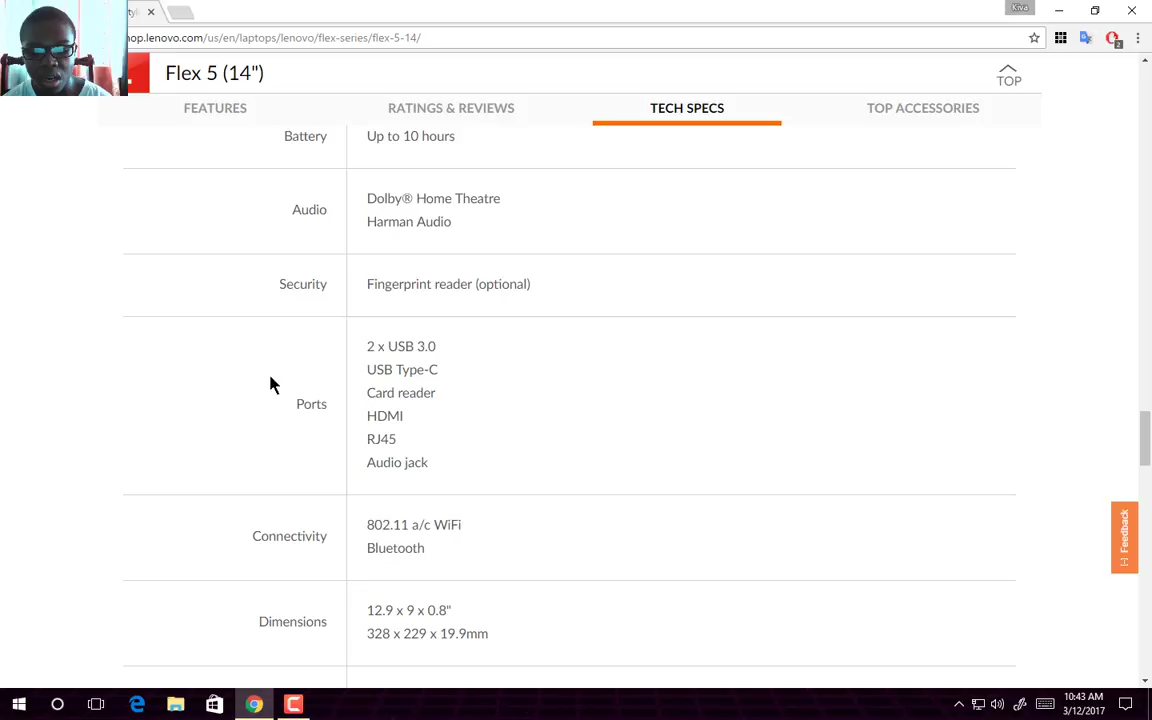 Kiva
hop.lenovo.com/us/en/laptops/lenovo/flex-series/flex-5-14/
Flex 5 (14")
TOP
FEATURES
RATINGS & REVIEWS
TECH SPECS
TOP ACCESSORIES
Battery
Up to 10 hours
Audio
Dolby® Home Theatre
Harman Audio
Security
Fingerprint reader (optional)
Ports
2 x USB 3.0
USB Type-C
Card reader
HDMI
RJ45
Audio jack
Connectivity
802.11 a/c WiFi
Bluetooth
Dimensions
12.9 x 9 x 0.8"
328 x 229 x 19.9mm
[-] Feedback
10:43 AM
3/12/2017